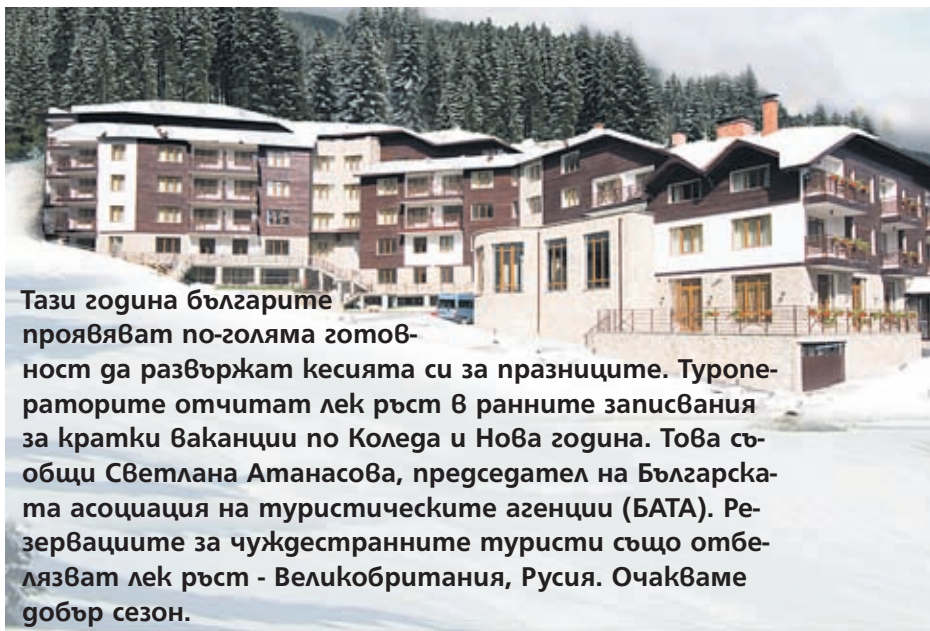 Тази година българите
проявяват по-голяма готов-
ност да развържат кесията си за празниците. Туропе-
раторите отчитат лек ръст в ранните записвания
за кратки ваканции по Коледа и Нова година. Това съ-
общи Светлана Атанасова, председател на Българска-
та асоциация на туристическите агенции (БАТА). Ре-
зервациите за чуждестранните туристи също отбе-
лязват лек ръст - Великобритания, Русия. Очакваме
добър сезон.